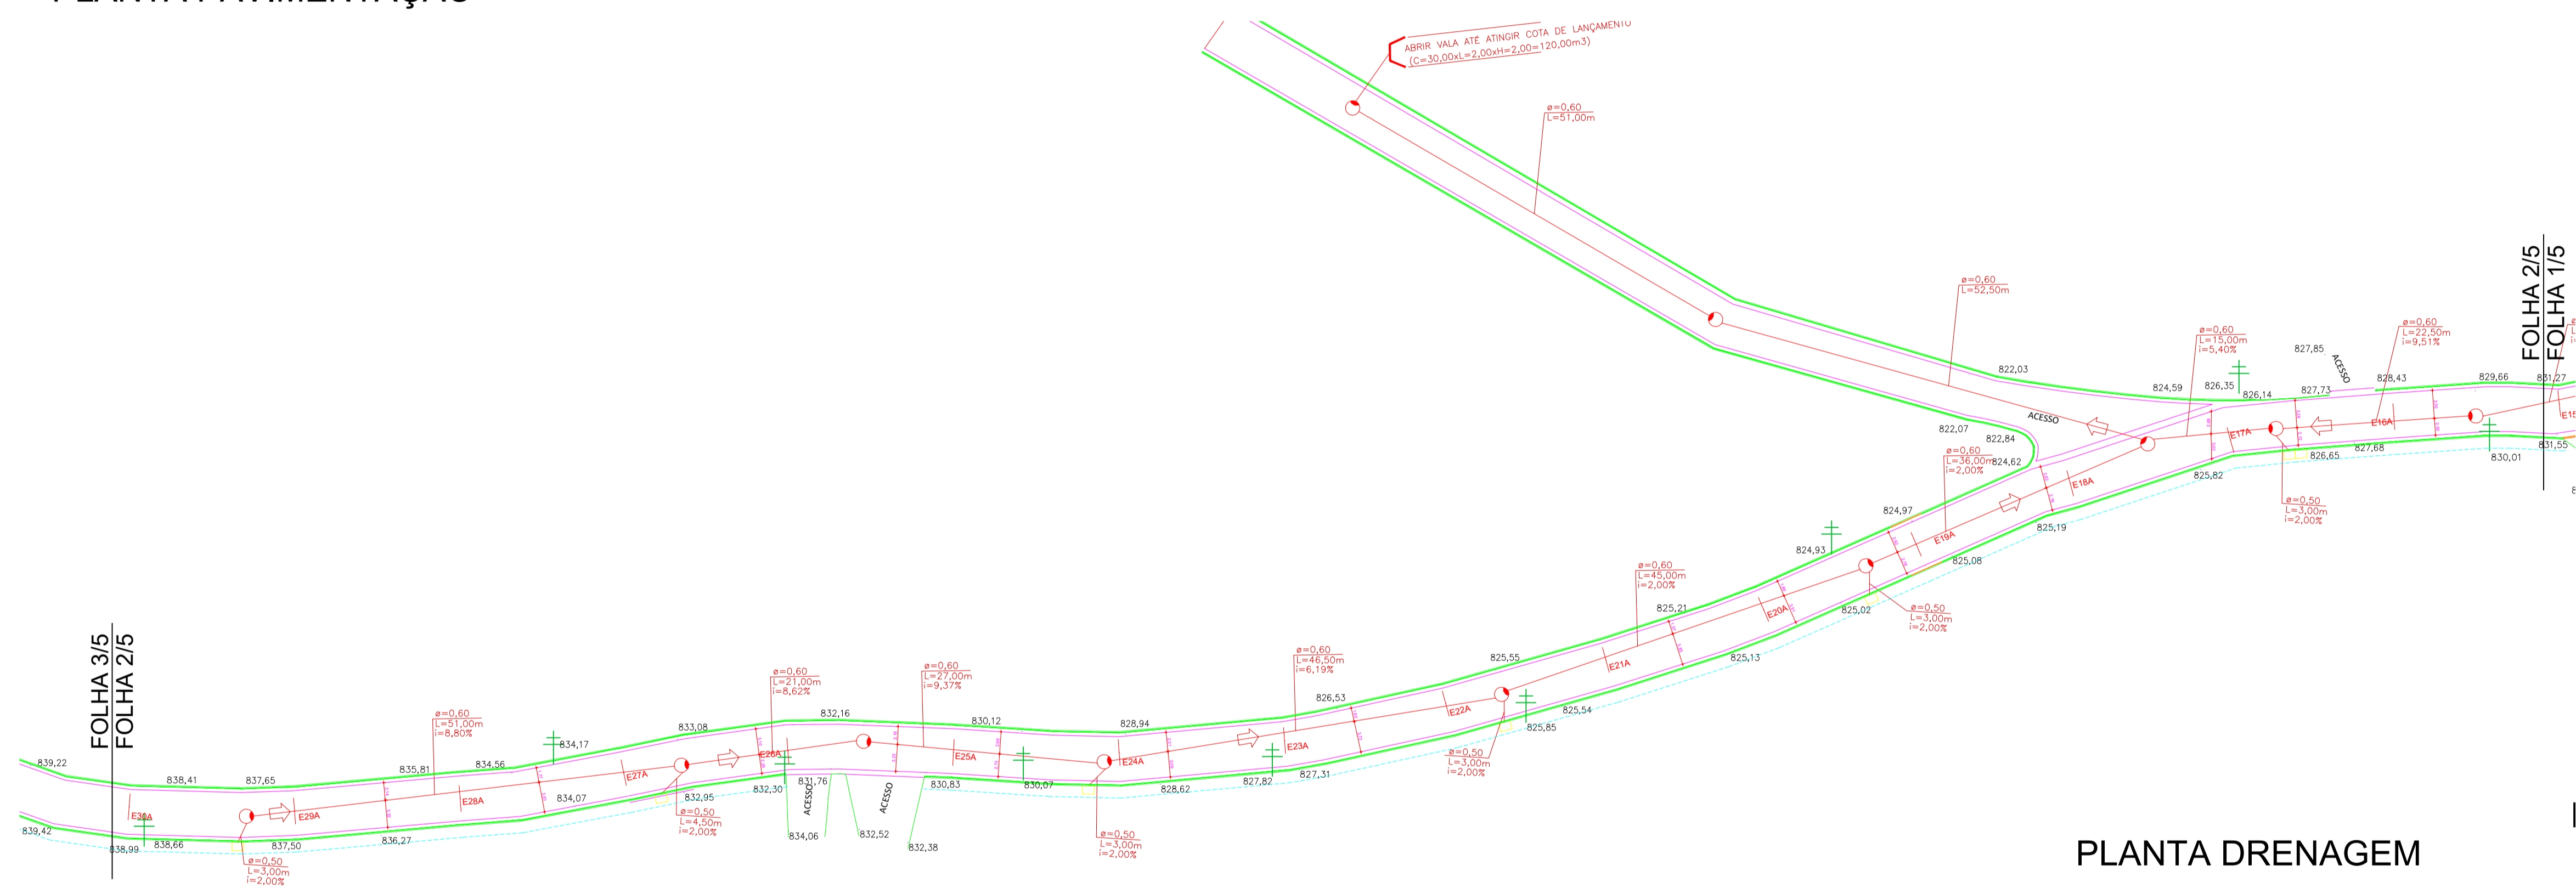 ABRIR VALA ATÉ ATINGIR COTA DE LANÇAMENTO
(C=30,00xL=2,00xH=2,00=120,00m3)
ø=0,60
L=51,00m
ø=0,60
L=52,50m
FOLHA 2/5
FOLHA 1/5
ø=0,60
L=15,00m
i=5,40%
ø=0,60
L=22,50m
i=9,51%
827,85
ACESSO
822,03
824,59
826,35
826,14
827,73
828,43
829,66
831,27
ACESSO
822,07
822,84
824,62
E17A
E16A
E15
825,82
826,65
827,68
830,01
831,55
ø=0,50
L=3,00m
i=2,00%
ø=0,60
L=36,00m
i=2,00%
E18A
825,19
824,97
824,93
E19A
825,08
ø=0,60
L=45,00m
i=2,00%
825,21
E20A
825,02
ø=0,50
L=3,00m
i=2,00%
825,55
E21A
825,13
ø=0,60
L=46,50m
i=6,19%
826,53
E22A
825,54
825,85
ø=0,50
L=3,00m
i=2,00%
FOLHA 3/5
FOLHA 2/5
ø=0,60
L=51,00m
i=8,80%
ø=0,60
L=21,00m
i=8,62%
ø=0,60
L=27,00m
i=9,37%
839,22
838,41
837,65
835,81
834,56
834,17
833,08
832,16
830,12
828,94
E30A
E29A
E28A
E27A
E26A
E25A
E24A
E23A
839,42
838,99
838,66
837,50
836,27
834,07
832,95
832,30
831,76
ACESSO
ACESSO
830,83
830,07
828,62
827,82
827,31
834,06
832,52
832,38
ø=0,50
L=3,00m
i=2,00%
ø=0,50
L=4,50m
i=2,00%
ø=0,50
L=3,00m
i=2,00%
PLANTA DRENAGEM